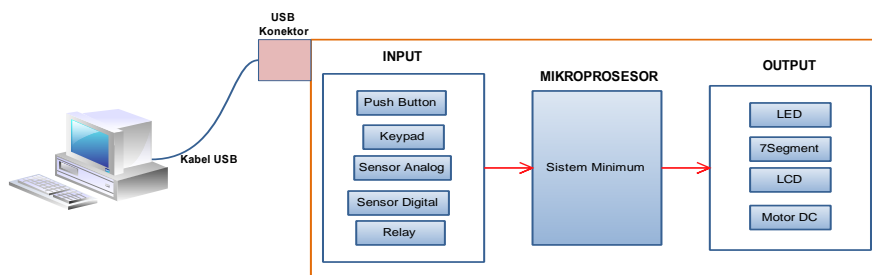 USB
Konektor
Kabel USB
INPUT
Push Button
Keypad
Sensor Analog
Sensor Digital
Relay
MIKROPROSESOR
Sistem Minimum
OUTPUT
LED
7Segment
LCD
Motor DC